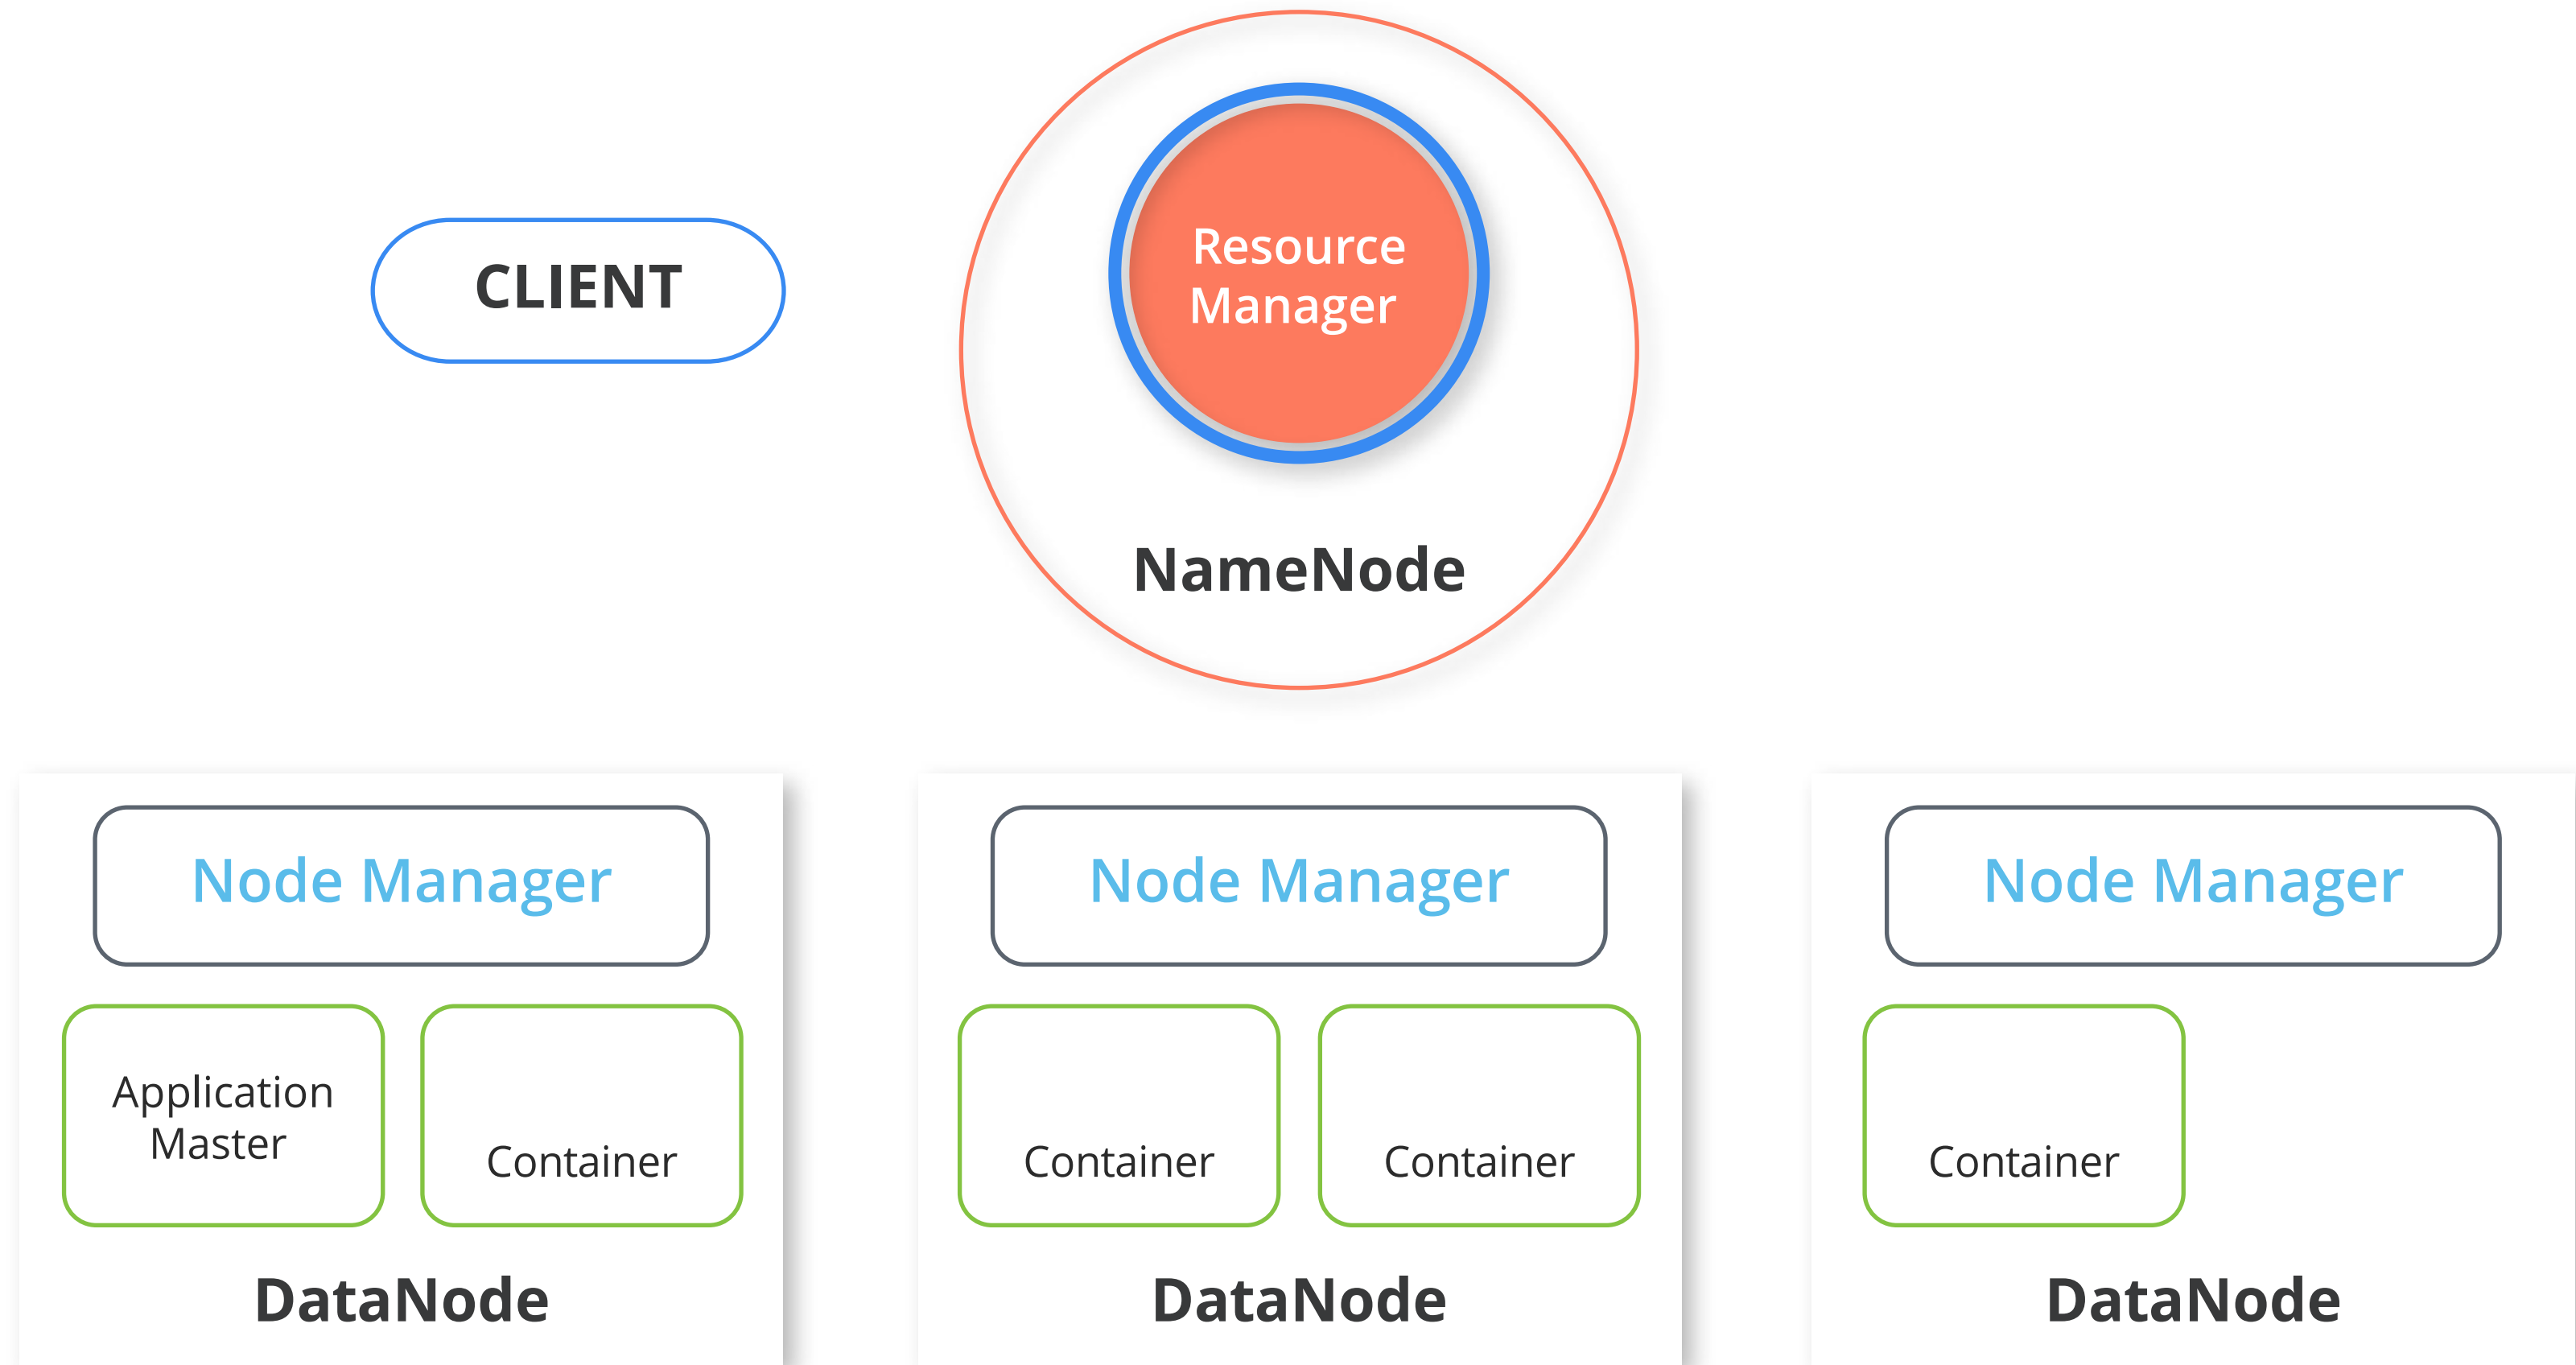 CLIENT
Resource
Manager
NameNode
Node Manager
Application
Master
Container
DataNode
Node Manager
Container
Container
DataNode
Node Manager
Container
DataNode